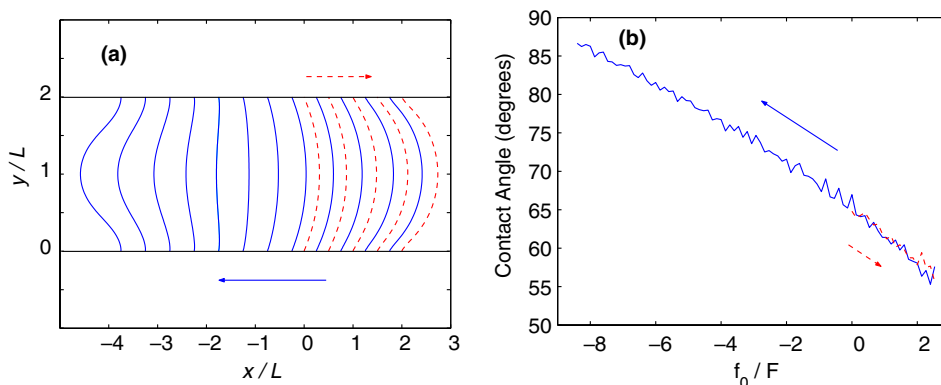 (a)
2
1
0
y / L
−4 −3 −2 −1 0 1 2 3
x / L
(b)
90
85
80
75
70
65
60
55
50
Contact Angle (degrees)
−8 −6 −4 −2 0 2
f₀ / F